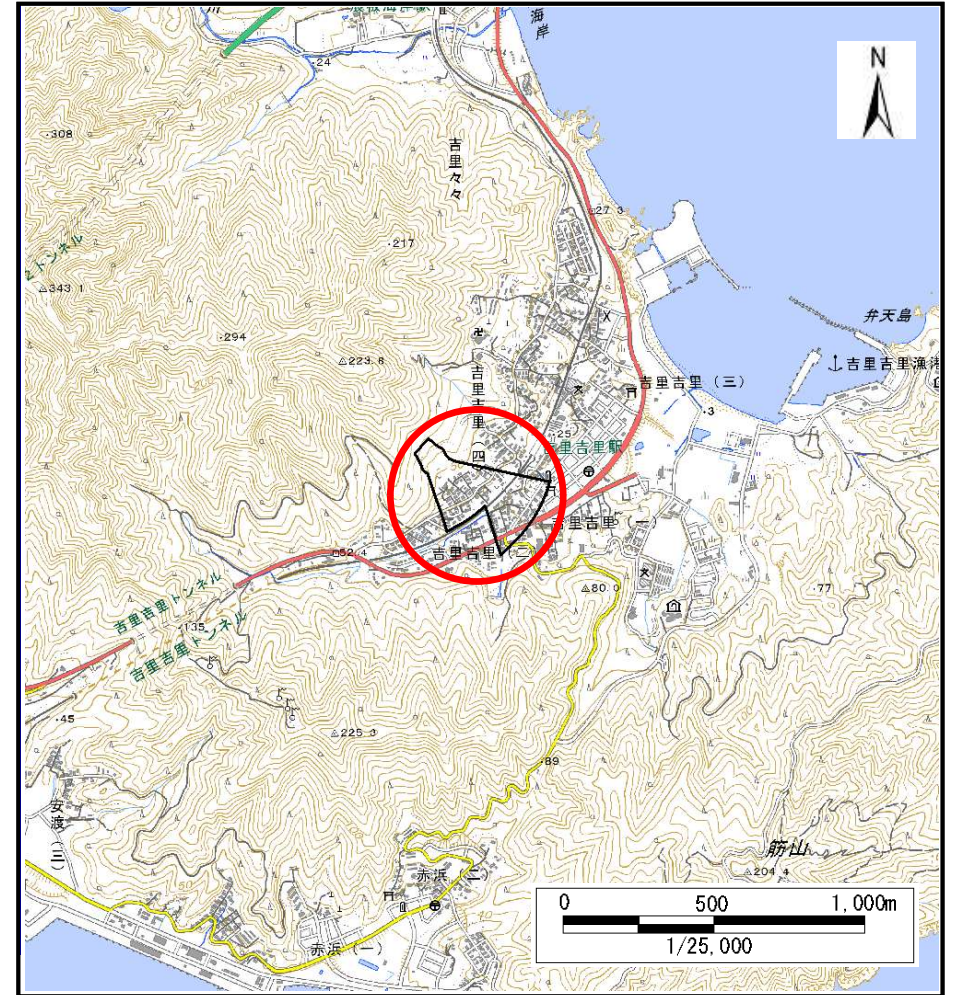 海岸
・24
N
・308
吉里々々
27.3
・217
2トンネル
△343.1
弁天島
・294
△223.8
吉里吉里漁港
吉里吉里(三)
・3
吉里吉里(四)
・25
吉里吉里駅
吉里吉里(一)
52.4
吉里吉里(二)
△80.0
・77
吉里吉里トンネル
・135
吉里吉里トンネル
・45
△225.3
・89
安渡(三)
筋山
△204.4
赤浜(二)
50
赤浜(一)
0 500 1,000m
1/25,000